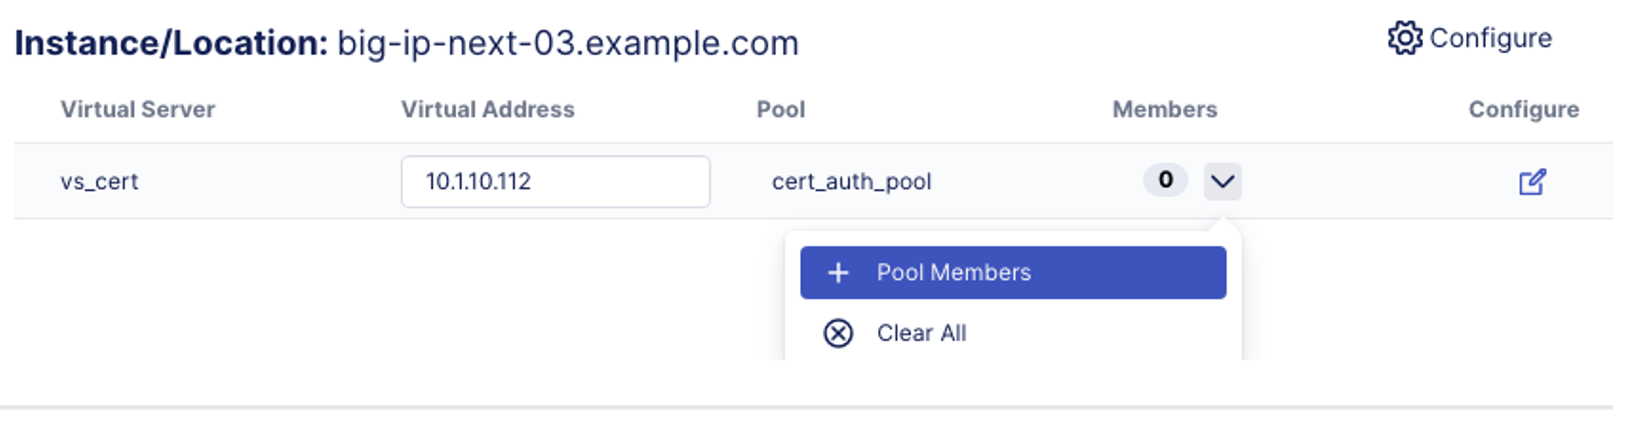 Instance/Location: big-ip-next-03.example.com
Configure
Virtual Server Virtual Address Pool Members Configure
vs_cert 10.1.10.112 cert_auth_pool 0
Pool Members
Clear All